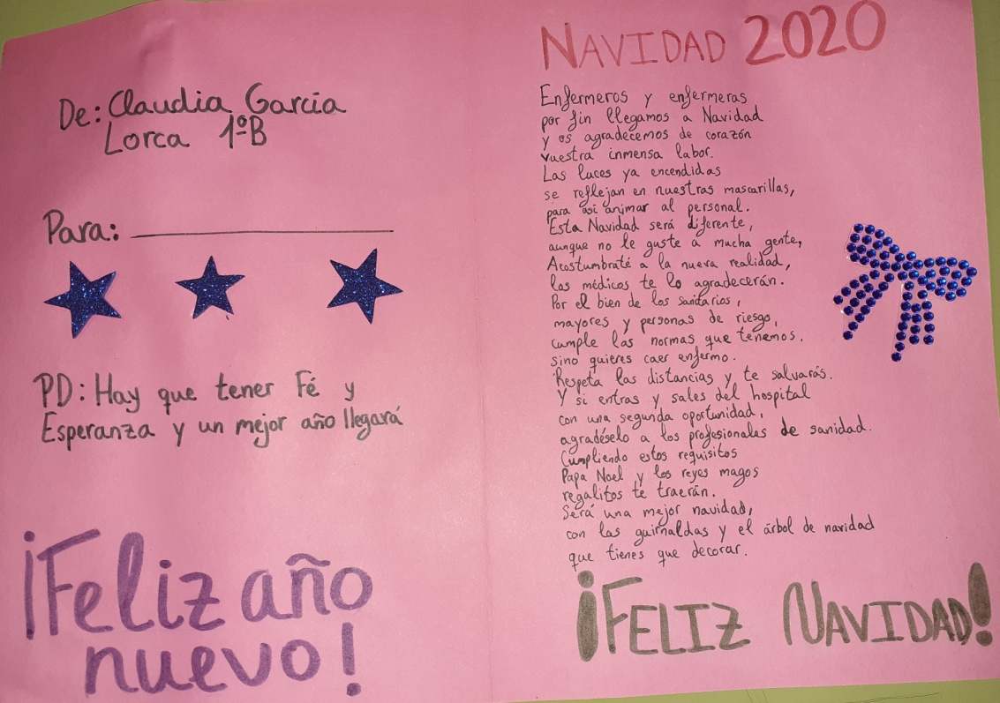 De: Claudia Garcia
Lorca 1ºB
Para:
PD: Hay que tener Fé y
Esperanza y un mejor año llegará
¡Feliz año
nuevo!
NAVIDAD 2020
Enfermeros y enfermeras
por fin llegamos a Navidad
y os agradecemos de corazón
vuestra inmensa labor.
Las luces ya encendidas
se reflejan en nuestras mascarillas,
para así animar al personal.
Esta Navidad será diferente,
aunque no le guste a mucha gente,
Acostumbraté a la nueva realidad,
los médicos te lo agradecerán.
Por el bien de los sanitarios,
mayores y personas de riesgo,
cumple las normas que tenemos,
sino quieres caer enfermo.
Respeta las distancias y te salvarás.
Y si entras y sales del hospital
con una segunda oportunidad,
agradéselo a los profesionales de sanidad.
Cumpliendo estos requisitos
Papa Noel y los reyes magos
regalitos te traerán.
Será una mejor navidad,
con las guirnaldas y el árbol de navidad
que tienes que decorar.
¡FELIZ NAVIDAD!